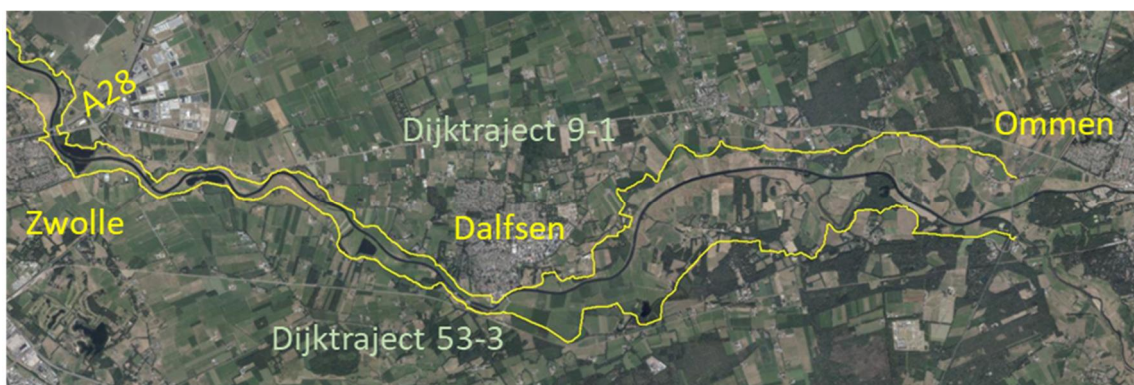 A28
Dijktraject 9-1
Ommen
Zwolle
Dalfsen
Dijktraject 53-3